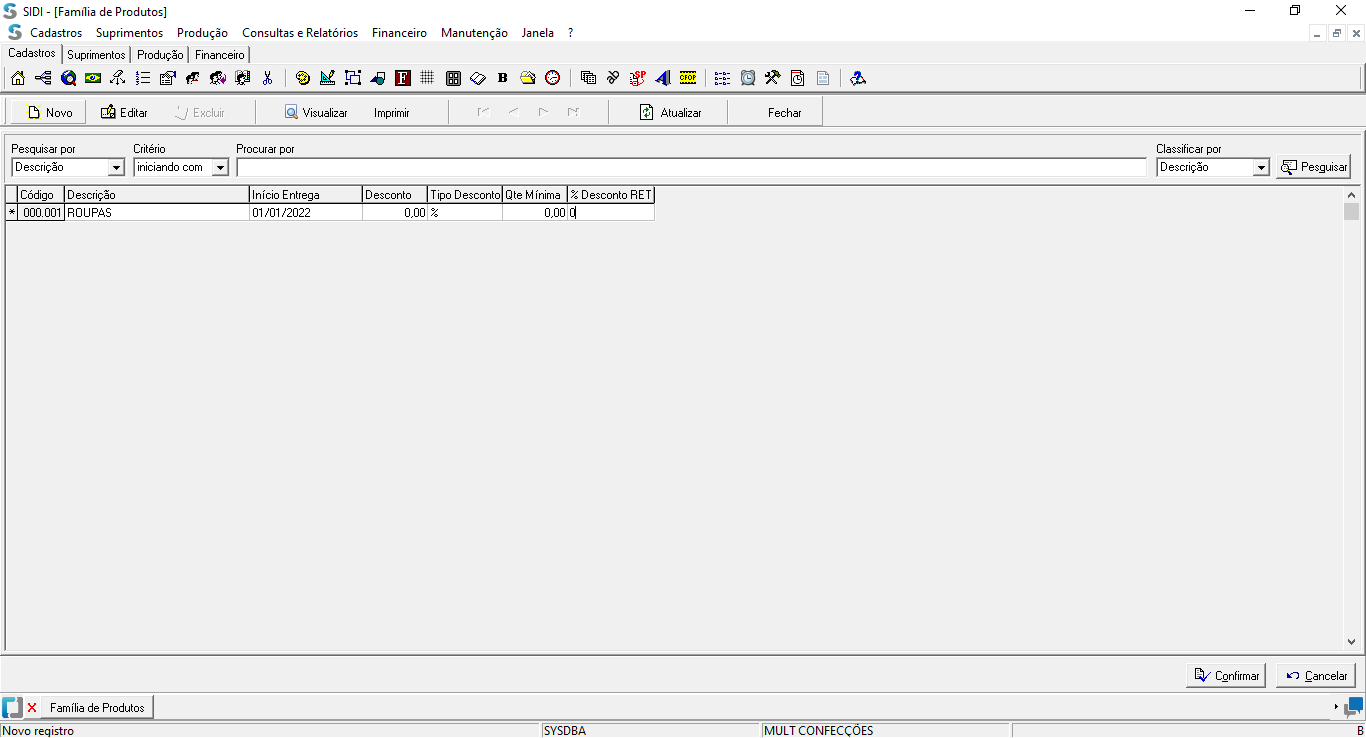 SIDI - [Família de Produtos]
Cadastros Suprimentos Produção Consultas e Relatórios Financeiro Manutenção Janela ?
Cadastros Suprimentos Produção Financeiro
F B SP CFOP
Novo Editar Excluir Visualizar Imprimir Atualizar Fechar
Pesquisar por Critério Procurar por Classificar por
Descrição iniciando com Descrição Pesquisar
Código Descrição Início Entrega Desconto Tipo Desconto Qte Mínima % Desconto RET
* 000.001 ROUPAS 01/01/2022 0,00 % 0,00 0
Confirmar Cancelar
Família de Produtos
Novo registro SYSDBA MULT CONFECÇÕES B